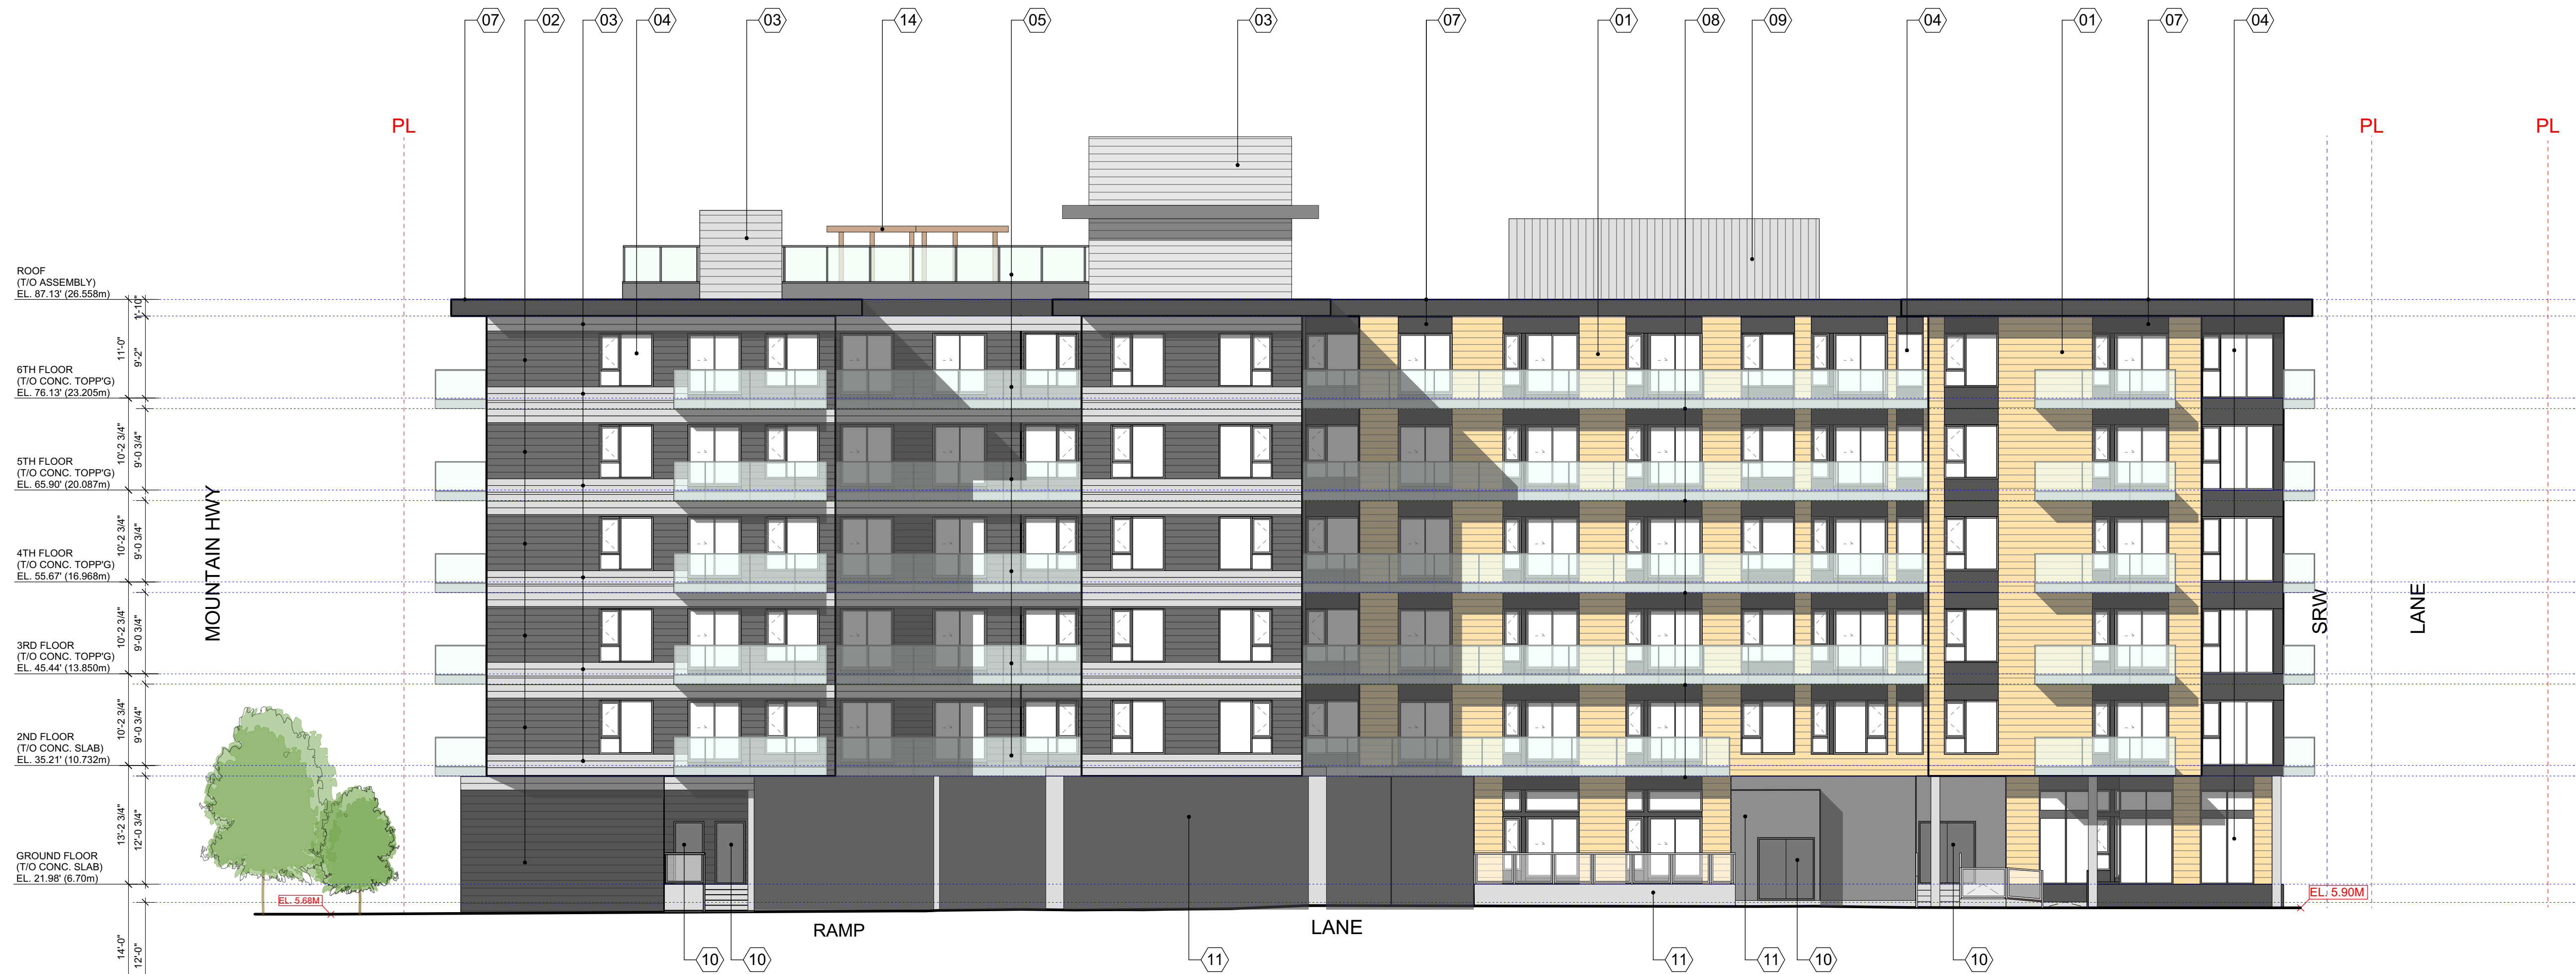 07
02
03
04
03
14
05
03
07
01
08
09
04
01
07
04
PL
PL
PL
ROOF
(T/O ASSEMBLY)
EL. 87.13' (26.558m)
1'-10"
11'-0"
9'-2"
6TH FLOOR
(T/O CONC. TOPP'G)
EL. 76.13' (23.205m)
10'-2 3/4"
9'-0 3/4"
5TH FLOOR
(T/O CONC. TOPP'G)
EL. 65.90' (20.087m)
10'-2 3/4"
9'-0 3/4"
4TH FLOOR
(T/O CONC. TOPP'G)
EL. 55.67' (16.968m)
10'-2 3/4"
9'-0 3/4"
3RD FLOOR
(T/O CONC. TOPP'G)
EL. 45.44' (13.850m)
10'-2 3/4"
9'-0 3/4"
2ND FLOOR
(T/O CONC. SLAB)
EL. 35.21' (10.732m)
13'-2 3/4"
12'-0 3/4"
GROUND FLOOR
(T/O CONC. SLAB)
EL. 21.98' (6.70m)
14'-0"
12'-0"
MOUNTAIN HWY
SRW
LANE
EL. 5.68M
EL. 5.90M
RAMP
LANE
10
10
11
11
11
10
10